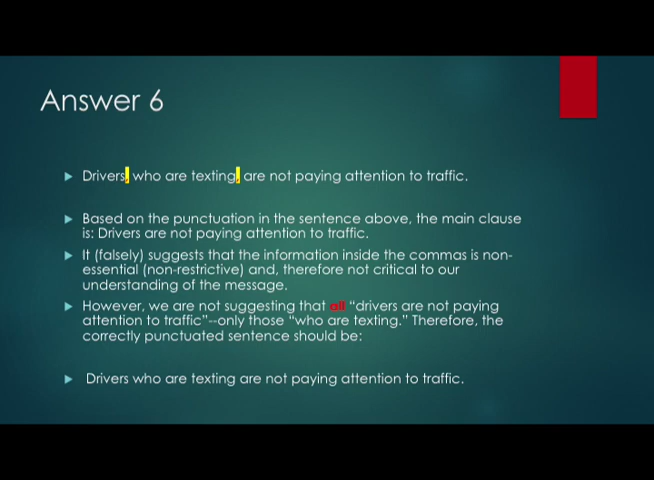 Answer 6
Drivers, who are texting, are not paying attention to traffic.
Based on the punctuation in the sentence above, the main clause
is: Drivers are not paying attention to traffic.
It (falsely) suggests that the information inside the commas is non-
essential (non-restrictive) and, therefore not critical to our
understanding of the message.
However, we are not suggesting that all “drivers are not paying
attention to traffic”--only those “who are texting.” Therefore, the
correctly punctuated sentence should be:
Drivers who are texting are not paying attention to traffic.